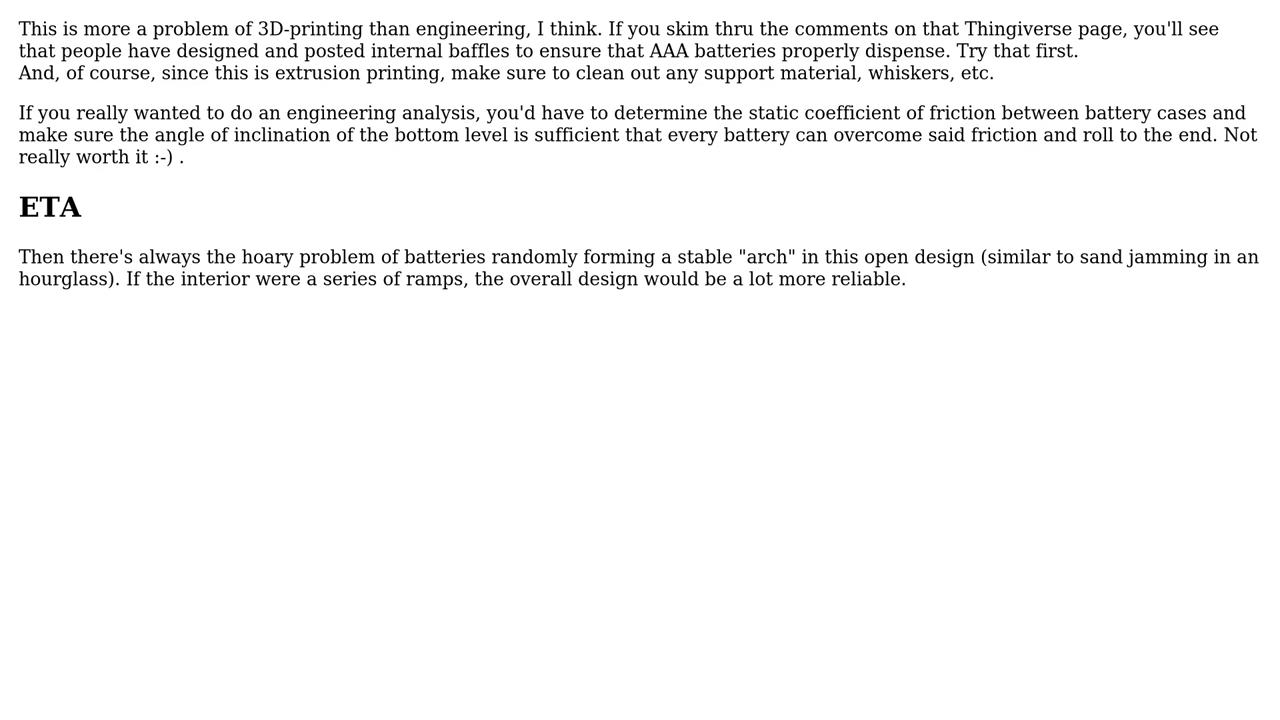 This is more a problem of 3D-printing than engineering, I think. If you skim thru the comments on that Thingiverse page, you'll see
that people have designed and posted internal baffles to ensure that AAA batteries properly dispense. Try that first.
And, of course, since this is extrusion printing, make sure to clean out any support material, whiskers, etc.
If you really wanted to do an engineering analysis, you'd have to determine the static coefficient of friction between battery cases and
make sure the angle of inclination of the bottom level is sufficient that every battery can overcome said friction and roll to the end. Not
really worth it :-) .
ETA
Then there's always the hoary problem of batteries randomly forming a stable "arch" in this open design (similar to sand jamming in an
hourglass). If the interior were a series of ramps, the overall design would be a lot more reliable.